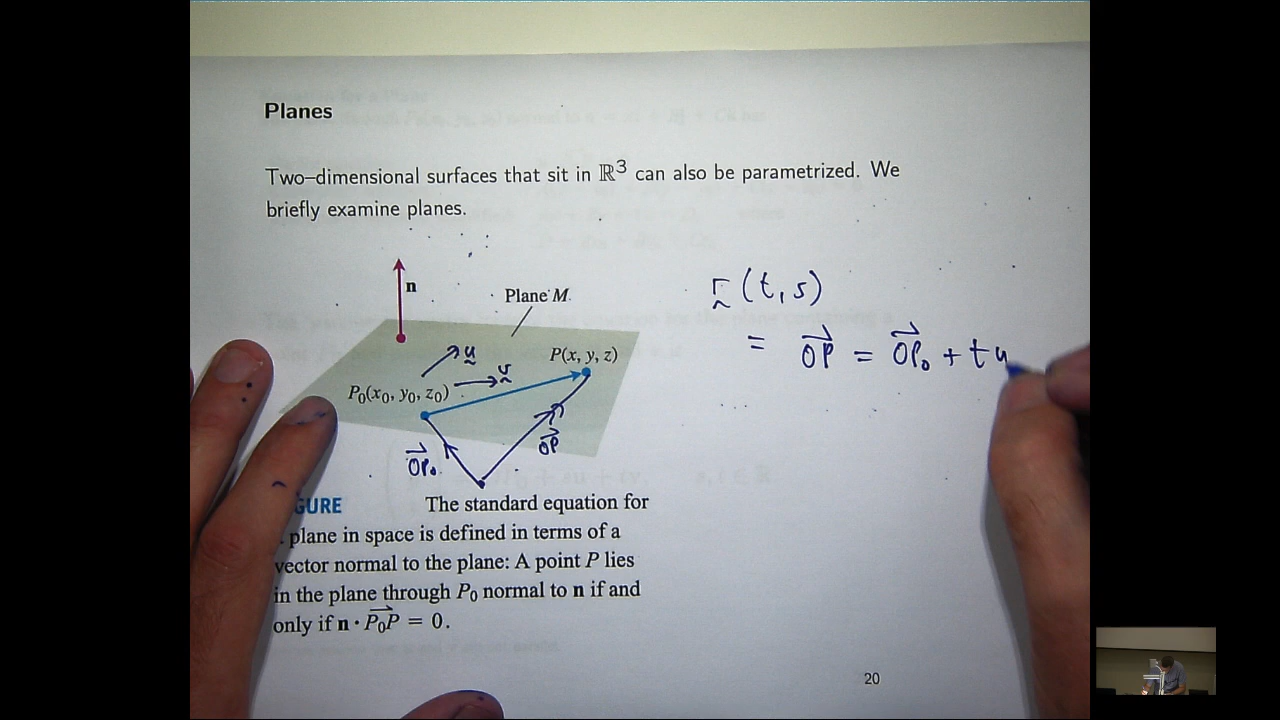 Planes
Two–dimensional surfaces that sit in ℝ³ can also be parametrized. We
briefly examine planes.
n
Plane M.
r(t,s)
u
v
P(x, y, z)
P₀(x₀, y₀, z₀)
= OP⃗ = OP₀⃗ + t u
OP⃗
OP₀⃗
GURE The standard equation for
plane in space is defined in terms of a
vector normal to the plane: A point P lies
in the plane through P₀ normal to n if and
only if n · P₀P⃗ = 0.
20